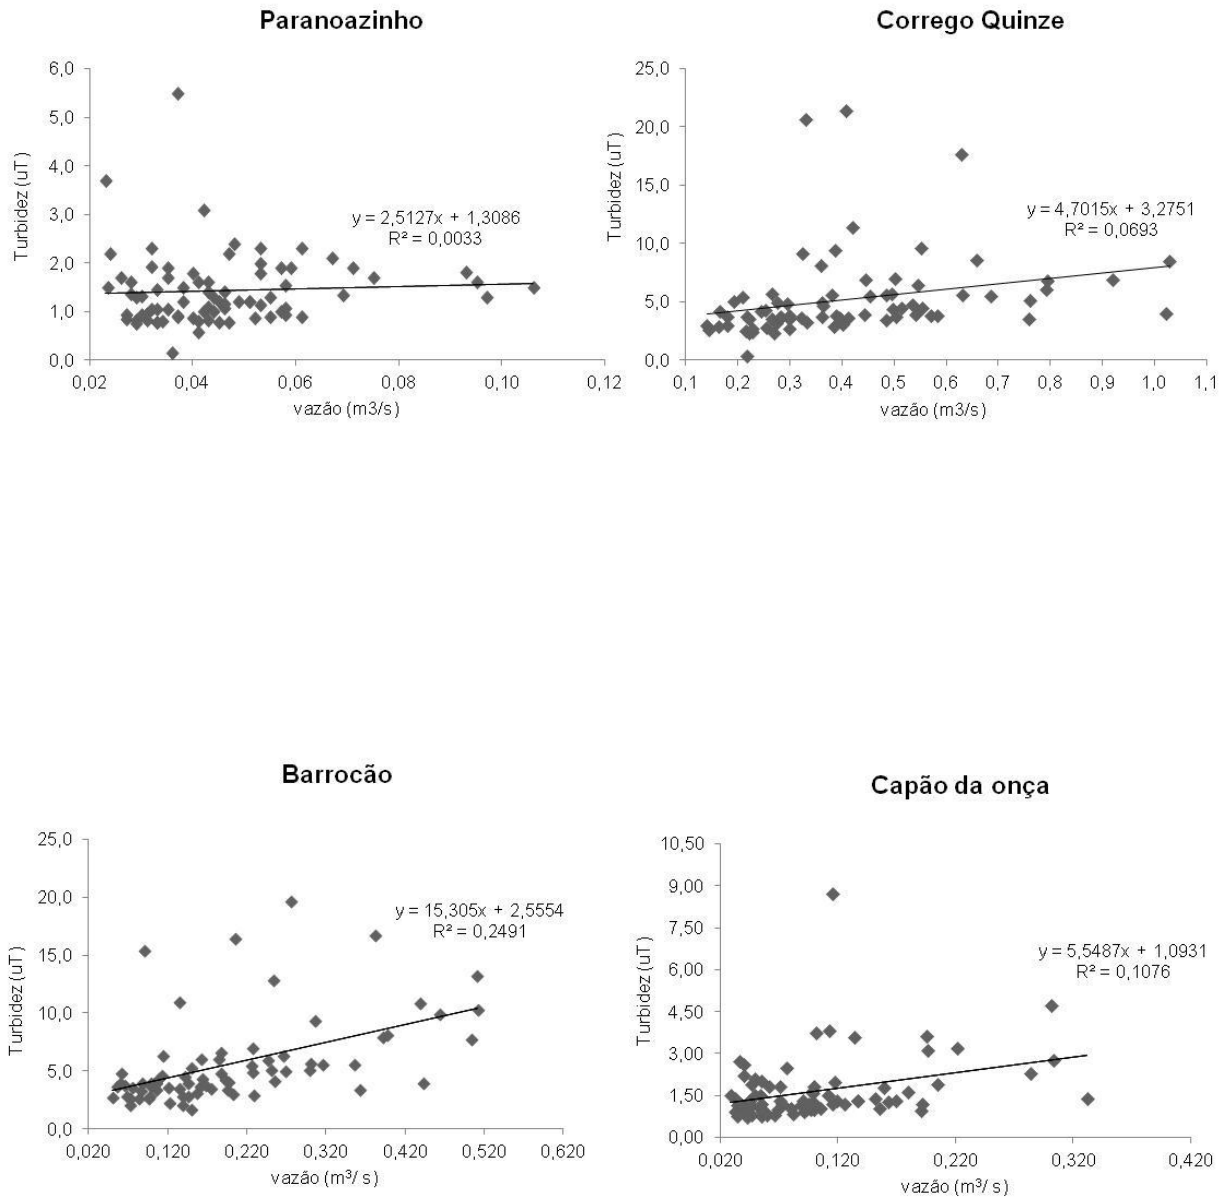 Paranoazinho
6,0
5,0
4,0
3,0
2,0
1,0
0,0
Turbidez (uT)
y = 2,5127x + 1,3086
R² = 0,0033
0,02 0,04 0,06 0,08 0,10 0,12
vazão (m3/s)
Corrego Quinze
25,0
20,0
15,0
10,0
5,0
0,0
Turbidez (uT)
y = 4,7015x + 3,2751
R² = 0,0693
0,1 0,2 0,3 0,4 0,5 0,6 0,7 0,8 0,9 1,0 1,1
vazão (m3/s)
Barrocão
25,0
20,0
15,0
10,0
5,0
0,0
Turbidez (uT)
y = 15,305x + 2,5554
R² = 0,2491
0,020 0,120 0,220 0,320 0,420 0,520 0,620
vazão (m³/ s)
Capão da onça
10,50
9,00
7,50
6,00
4,50
3,00
1,50
0,00
Turbidez (uT)
y = 5,5487x + 1,0931
R² = 0,1076
0,020 0,120 0,220 0,320 0,420
vazão (m³/ s)